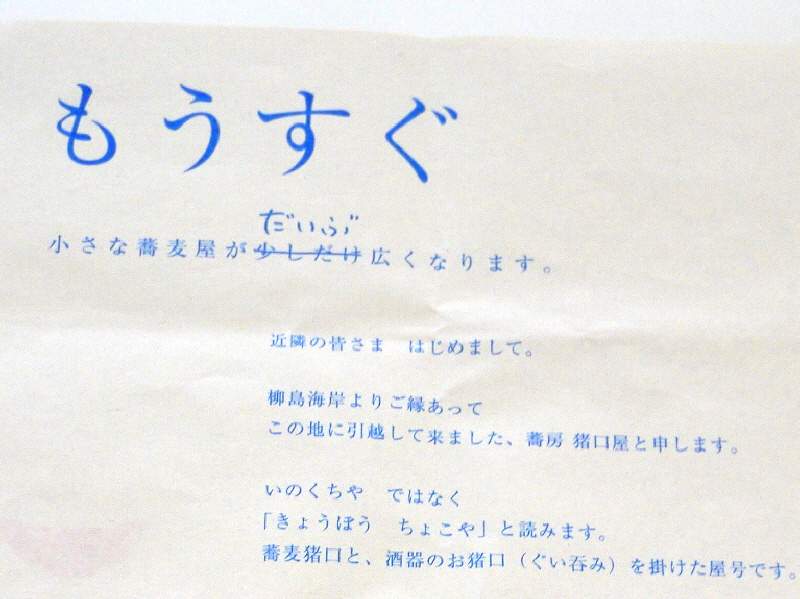 もうすぐ
だいぶ
小さな蕎麦屋が少しだけ広くなります。
近隣の皆さま　はじめまして。
柳島海岸よりご縁あって
この地に引越して来ました、蕎房 猪口屋と申します。
いのくちや　ではなく
「きょうぼう　ちょこや」と読みます。
蕎麦猪口と、酒器のお猪口（ぐい呑み）を掛けた屋号です。